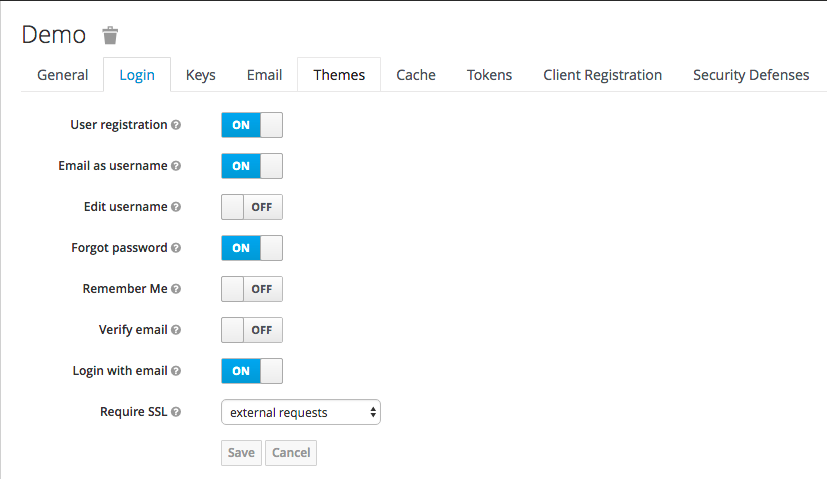 Demo
General Login Keys Email Themes Cache Tokens Client Registration Security Defenses
User registration ? ON
Email as username ? ON
Edit username ? OFF
Forgot password ? ON
Remember Me ? OFF
Verify email ? OFF
Login with email ? ON
Require SSL ? external requests
Save Cancel